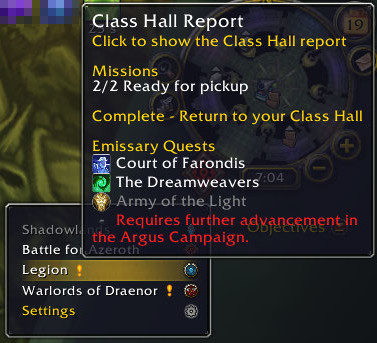 Class Hall Report
Click to show the Class Hall report
Missions
2/2 Ready for pickup
Complete - Return to your Class Hall
Emissary Quests
Court of Farondis
The Dreamweavers
Army of the Light
- Requires further advancement in
the Argus Campaign.
19
7:04
Objectives
Shadowlands
Battle for Azeroth
Legion
Warlords of Draenor
Settings